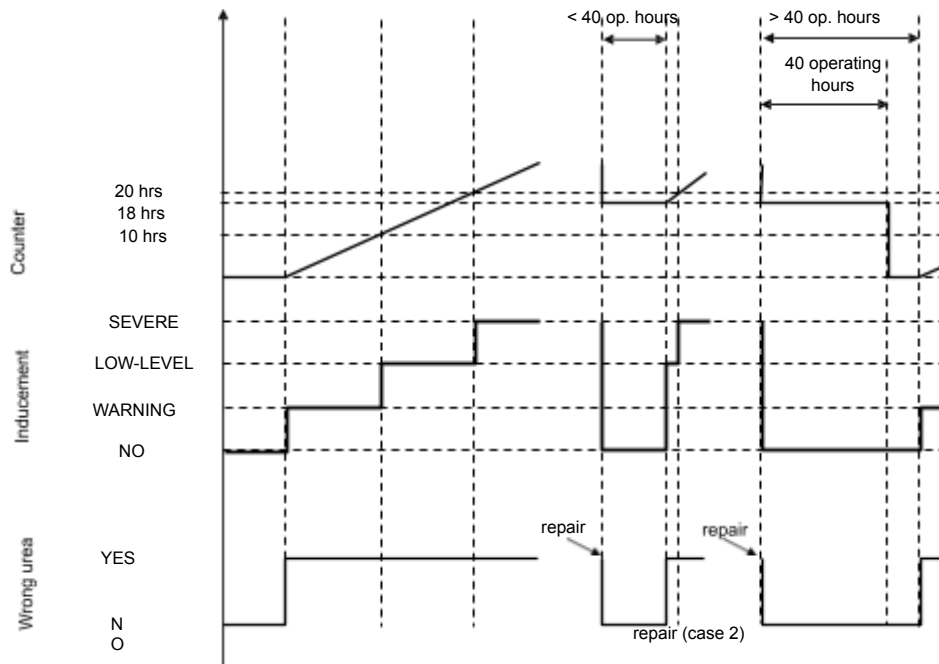 < 40 op. hours
> 40 op. hours
40 operating
hours
20 hrs
18 hrs
10 hrs
Counter
SEVERE
LOW-LEVEL
WARNING
NO
Inducement
repair
repair
YES
N
O
Wrong urea
repair (case 2)